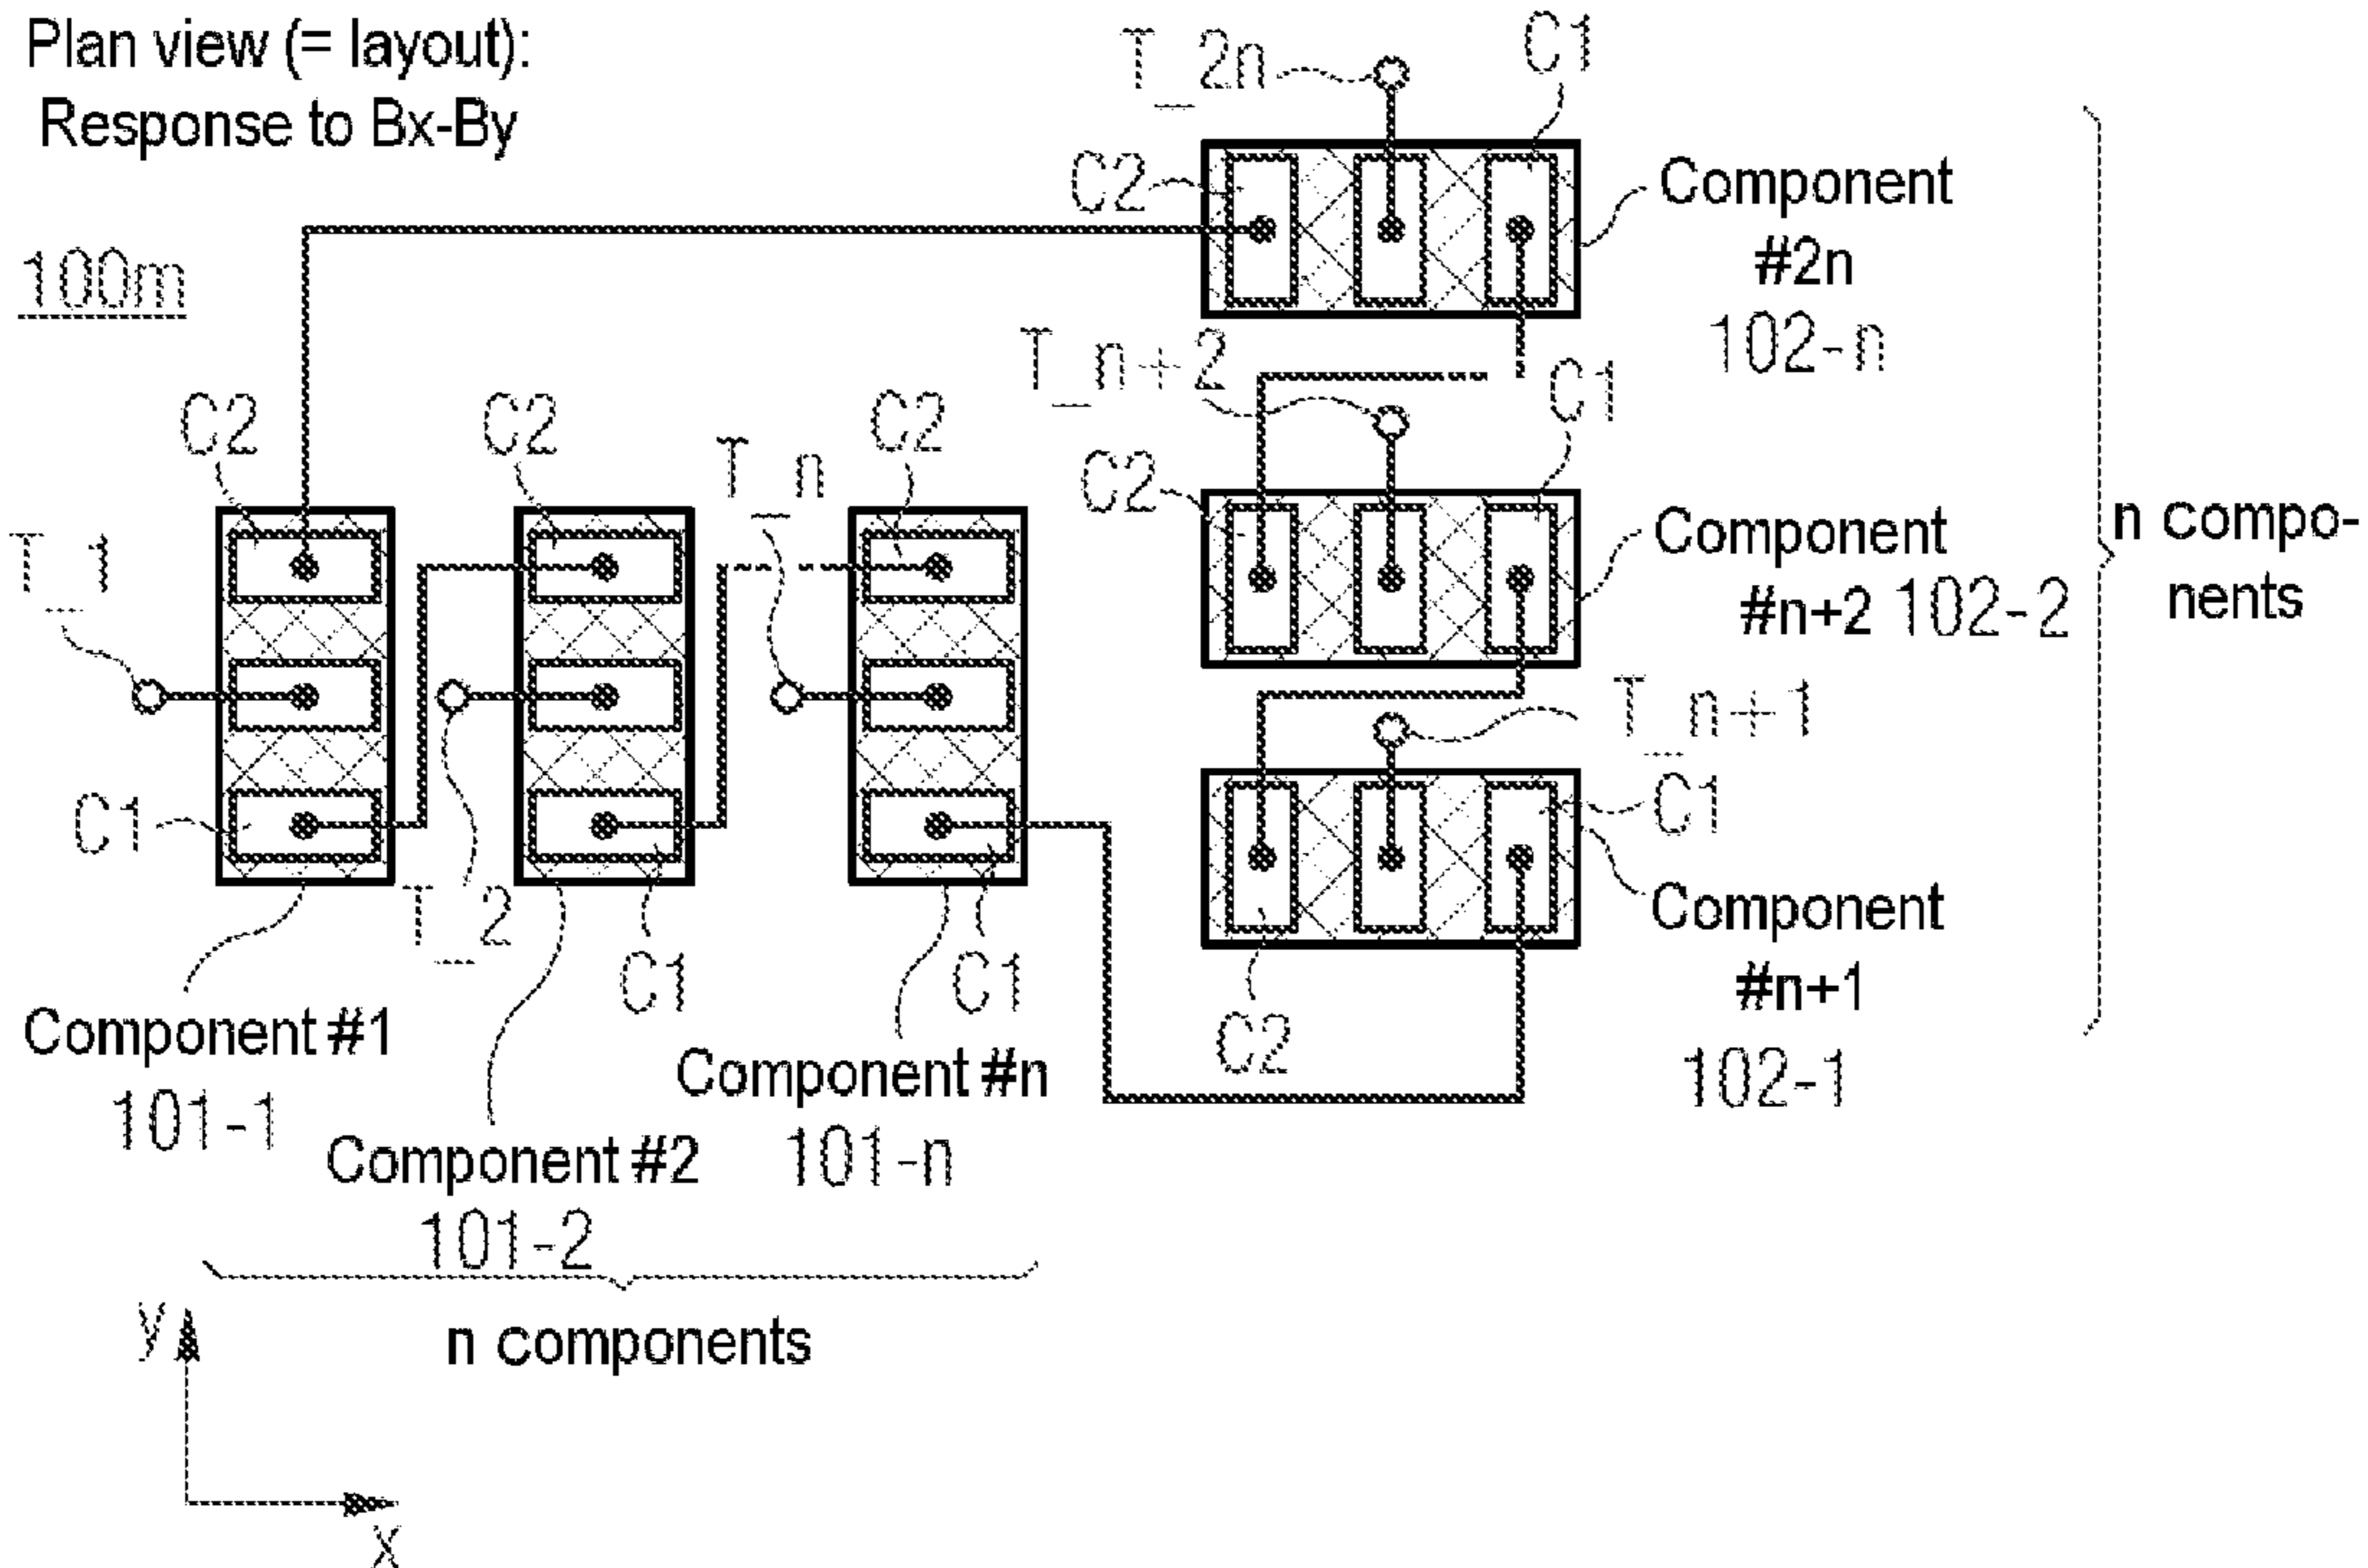 Plan view (= layout):
Response to Bx-By
100m
T_2n
C1
C2
Component
#2n
102-n
T_n+2
C1
C2
C2
C2
T_n
C2
Component
#n+2 102-2
n compo-
nents
T_1
T_n+1
C1
C1
T_2
Component
#n+1
102-1
C1
C1
C2
Component #1
101-1
Component #n
101-n
Component #2
101-2
n components
y
x